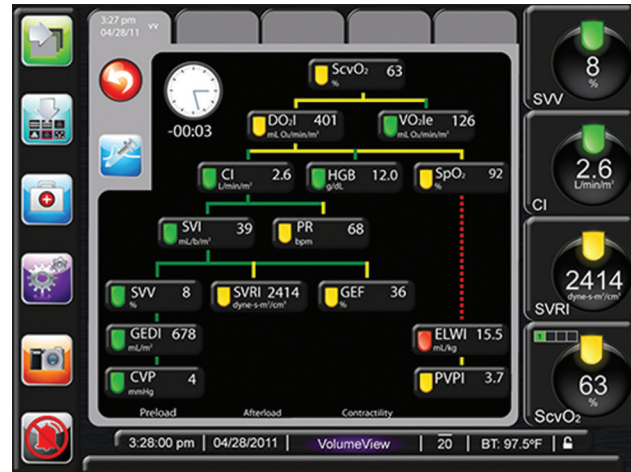 3:27 pm
04/28/11
vv
-00:03
ScvO₂ 63
%
DO₂I 401
mL O₂/min/m²
VO₂Ie 126
mL O₂/min/m²
CI 2.6
L/min/m²
HGB 12.0
g/dL
SpO₂ 92
%
SVI 39
mL/b/m²
PR 68
bpm
SVV 8
%
SVRI 2414
dyne-s-m²/cm⁵
GEF 36
%
GEDI 678
mL/m²
ELWI 15.5
mL/kg
CVP 4
mmHg
PVPI 3.7
Preload Afterload Contractility
8
%
SVV
2.6
L/min/m²
CI
2414
dyne-s-m²/cm⁵
SVRI
1
63
%
ScvO₂
3:28:00 pm | 04/28/2011 | VolumeView | 20 | BT: 97.5°F